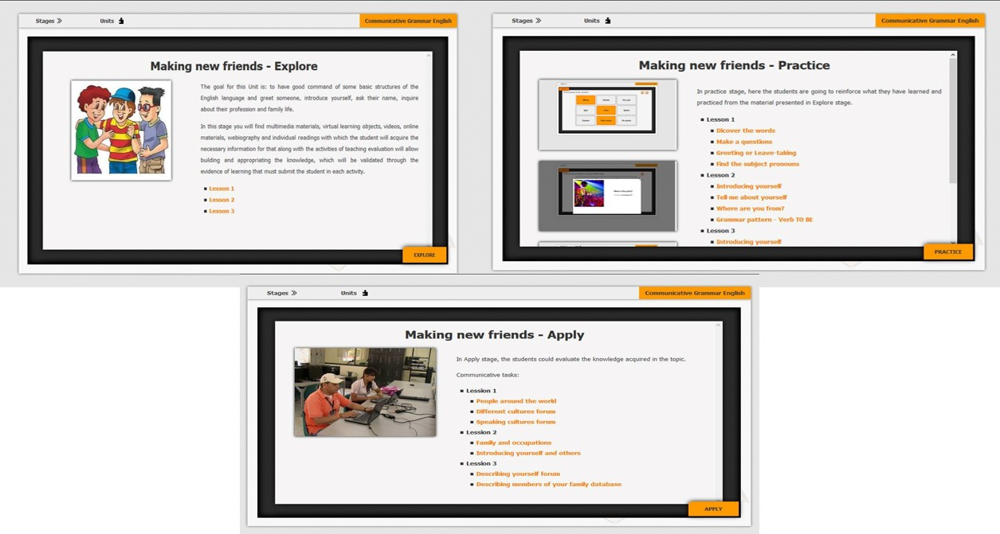 Stages
Units
Communicative Grammar English
Making new friends - Explore
The goal for this Unit is: to have good command of some basic structures of the
English language and greet someone, introduce yourself, ask their name, inquire
about their profession and family life.
In this stage you will find multimedia materials, virtual learning objects, videos, online
materials, webiography and individual readings with which the student will acquire the
necessary information for that along with the activities of teaching evaluation will allow
building and appropriating the knowledge, which will be validated through the
evidence of learning that must submit the student in each activity.
Lesson 1
Lesson 2
Lesson 3
EXPLORE
Stages
Units
Communicative Grammar English
Making new friends - Practice
In practice stage, here the students are going to reinforce what they have learned and
practiced from the material presented in Explore stage.
Lesson 1
Dicover the words
Make a questions
Greeting or Leave-taking
Find the subject pronouns
Lesson 2
Introducing yourself
Tell me about yourself
Where are you from?
Grammar pattern - Verb TO BE
Lesson 3
Introducing yourself
PRACTICE
Stages
Units
Communicative Grammar English
Making new friends - Apply
In Apply stage, the students could evaluate the knowledge acquired in the topic.
Communicative tasks:
Lession 1
People around the world
Different cultures forum
Speaking cultures forum
Lession 2
Family and occupations
Introducing yourself and others
Lession 3
Describing yourself forum
Describing members of your family database
APPLY